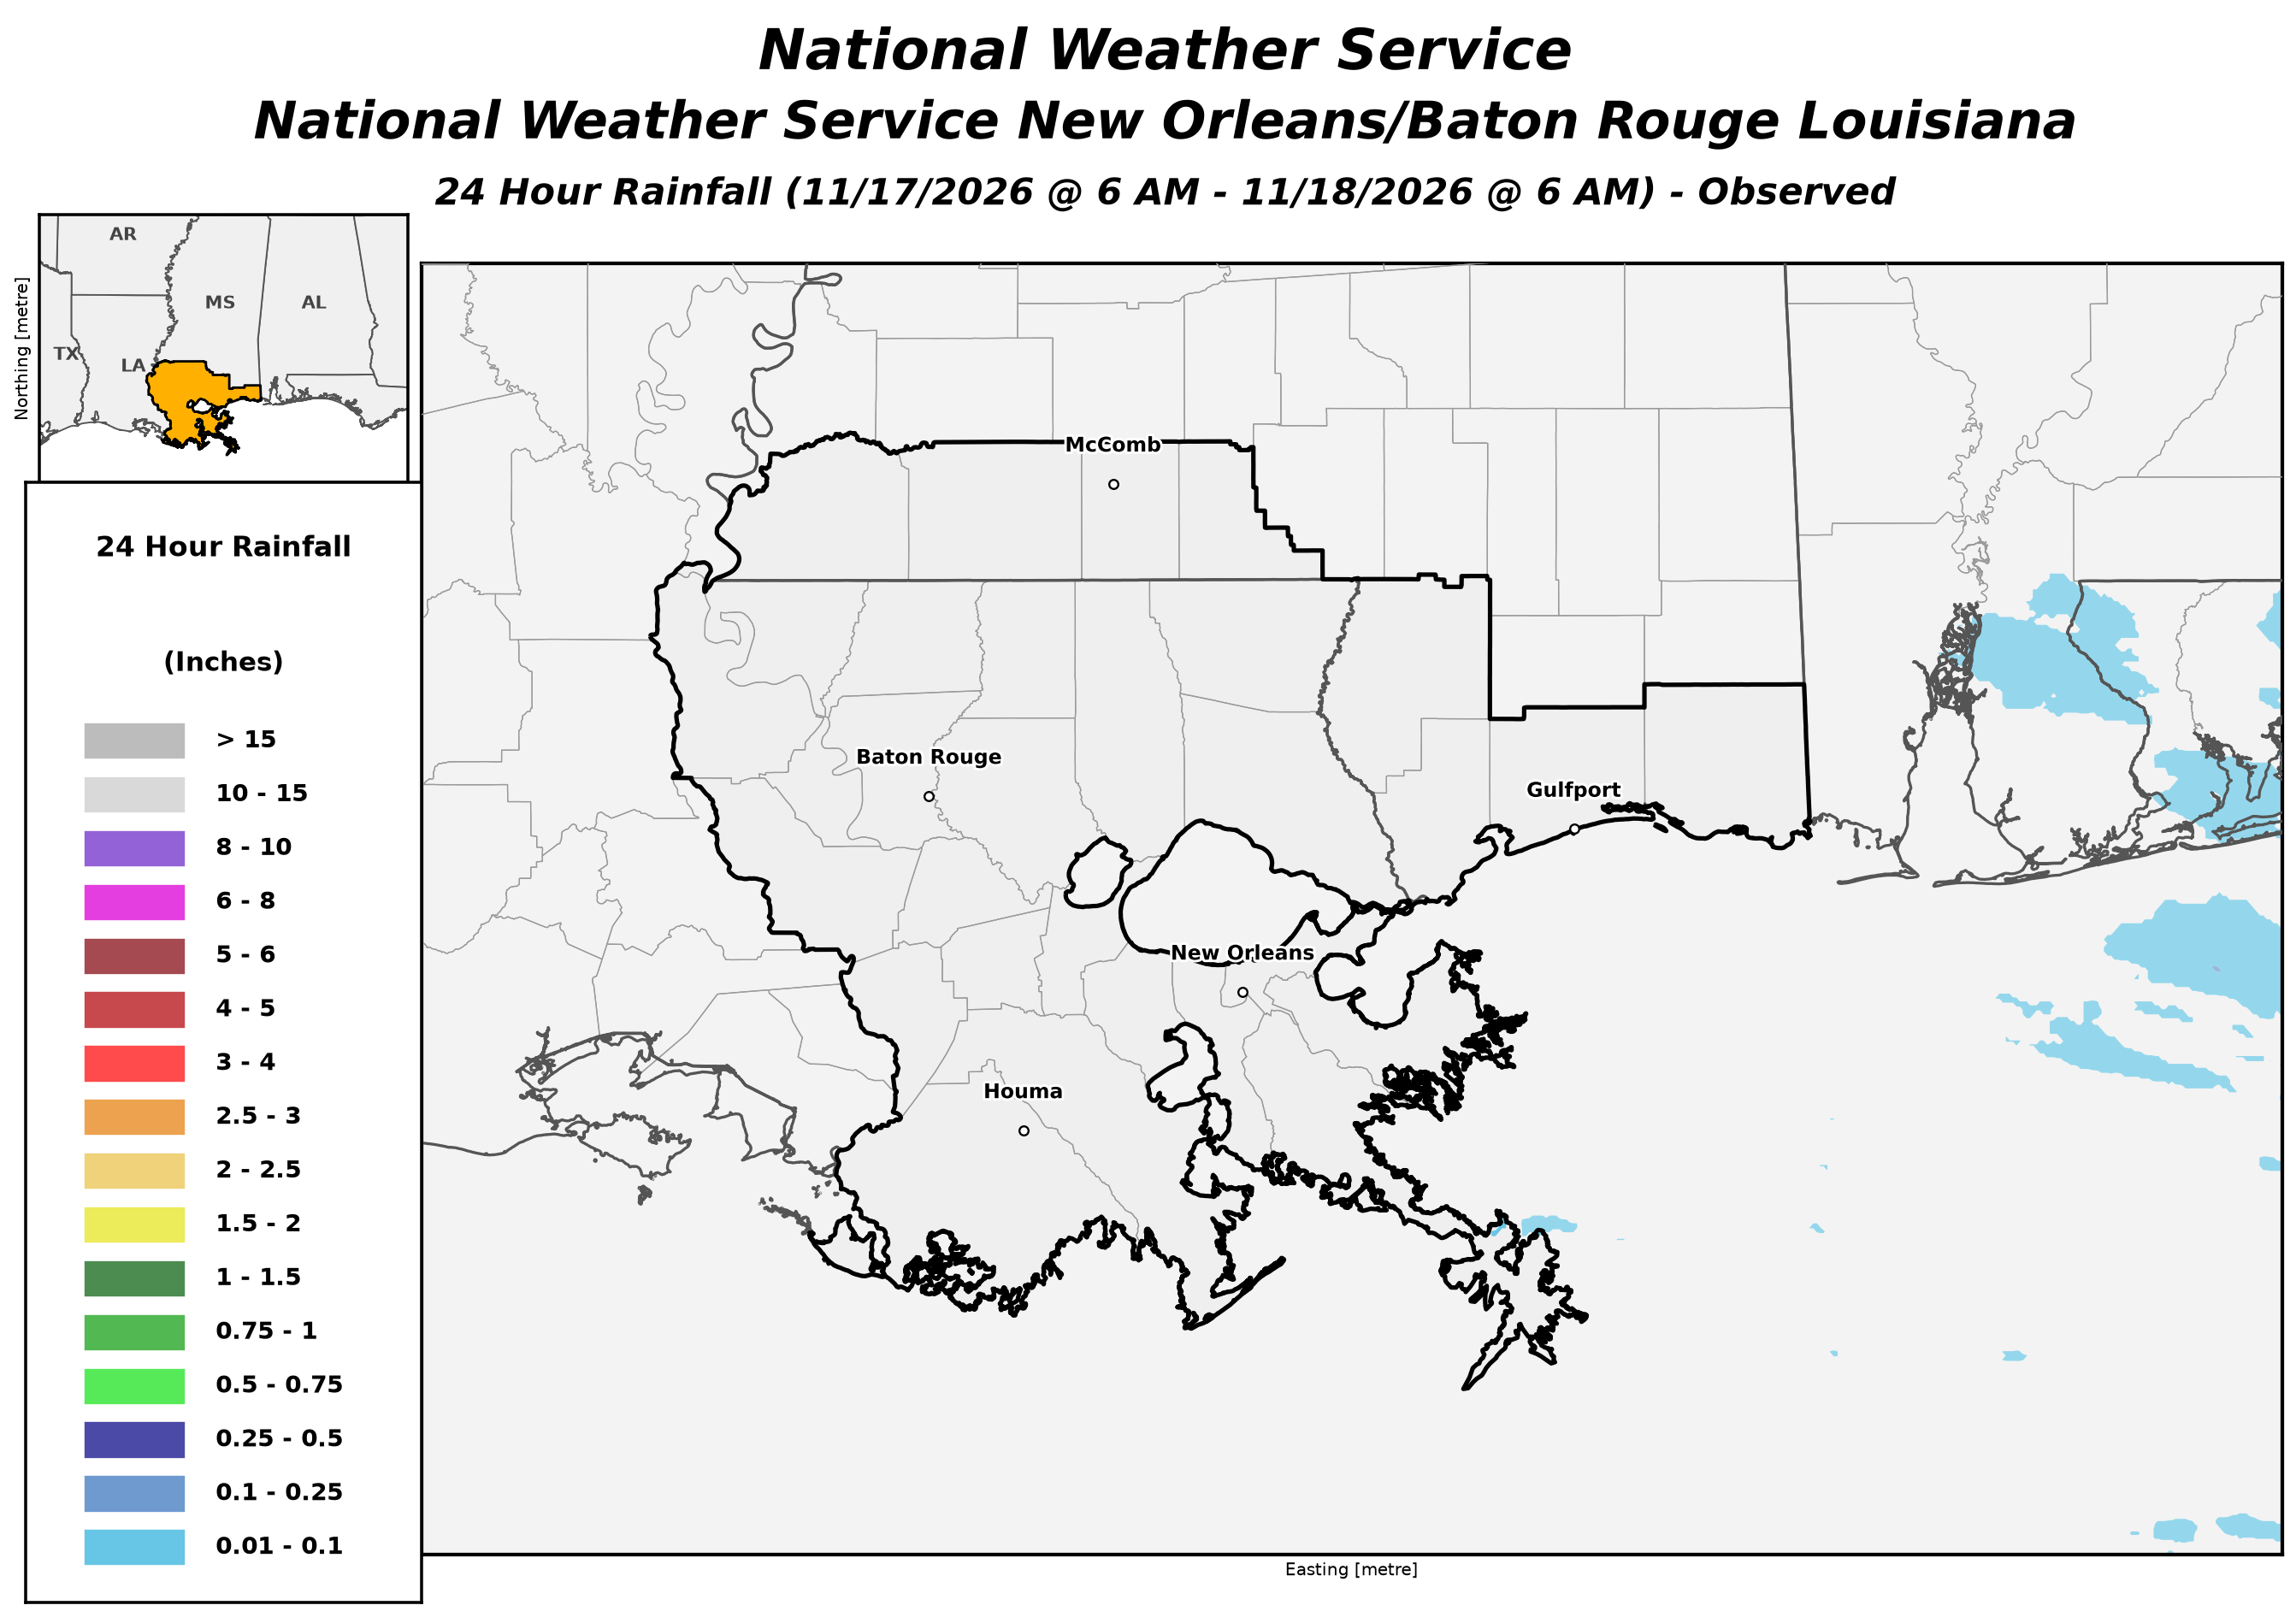 National Weather Service
National Weather Service New Orleans/Baton Rouge Louisiana
24 Hour Rainfall (11/17/2026 @ 6 AM - 11/18/2026 @ 6 AM) - Observed
Northing [metre]
AR
MS
AL
TX
LA
24 Hour Rainfall
(Inches)
> 15
10 - 15
8 - 10
6 - 8
5 - 6
4 - 5
3 - 4
2.5 - 3
2 - 2.5
1.5 - 2
1 - 1.5
0.75 - 1
0.5 - 0.75
0.25 - 0.5
0.1 - 0.25
0.01 - 0.1
McComb
Baton Rouge
Gulfport
New Orleans
Houma
Easting [metre]